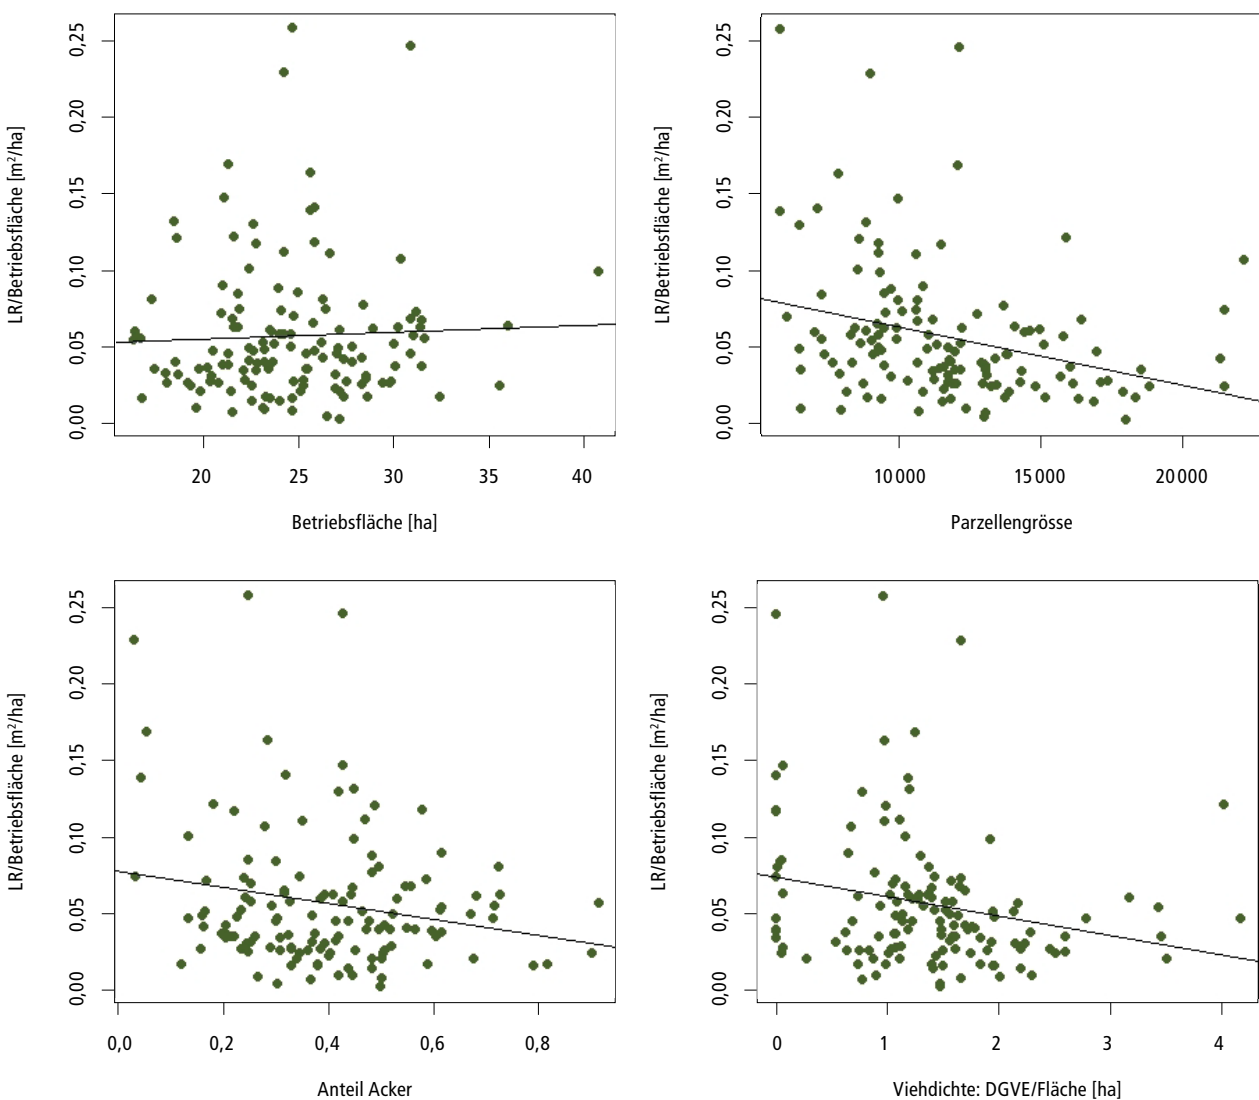 LR/Betriebsfläche [m²/ha]
0,25
0,20
0,15
0,10
0,05
0,00
20 25 30 35 40
Betriebsfläche [ha]
LR/Betriebsfläche [m²/ha]
0,25
0,20
0,15
0,10
0,05
0,00
10 000 15 000 20 000
Parzellengrösse
LR/Betriebsfläche [m²/ha]
0,25
0,20
0,15
0,10
0,05
0,00
0,0 0,2 0,4 0,6 0,8
Anteil Acker
LR/Betriebsfläche [m²/ha]
0,25
0,20
0,15
0,10
0,05
0,00
0 1 2 3 4
Viehdichte: DGVE/Fläche [ha]